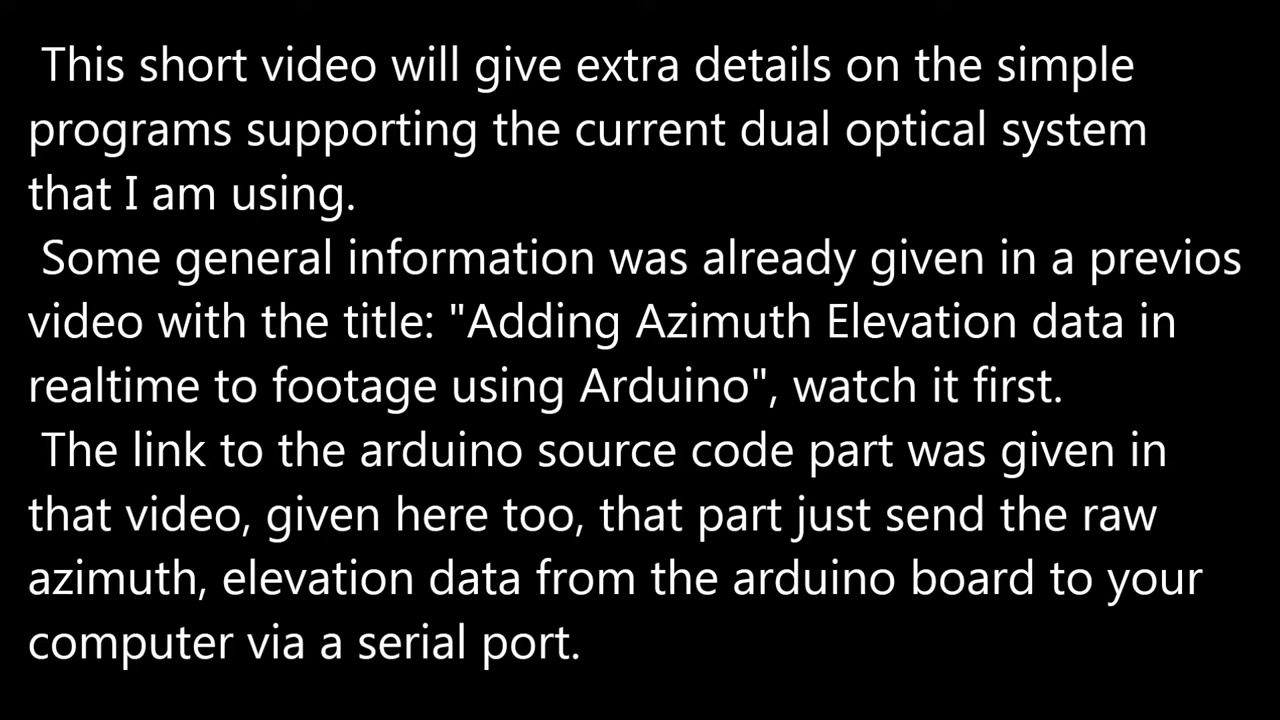 This short video will give extra details on the simple
programs supporting the current dual optical system
that I am using.
Some general information was already given in a previos
video with the title: "Adding Azimuth Elevation data in
realtime to footage using Arduino", watch it first.
The link to the arduino source code part was given in
that video, given here too, that part just send the raw
azimuth, elevation data from the arduino board to your
computer via a serial port.